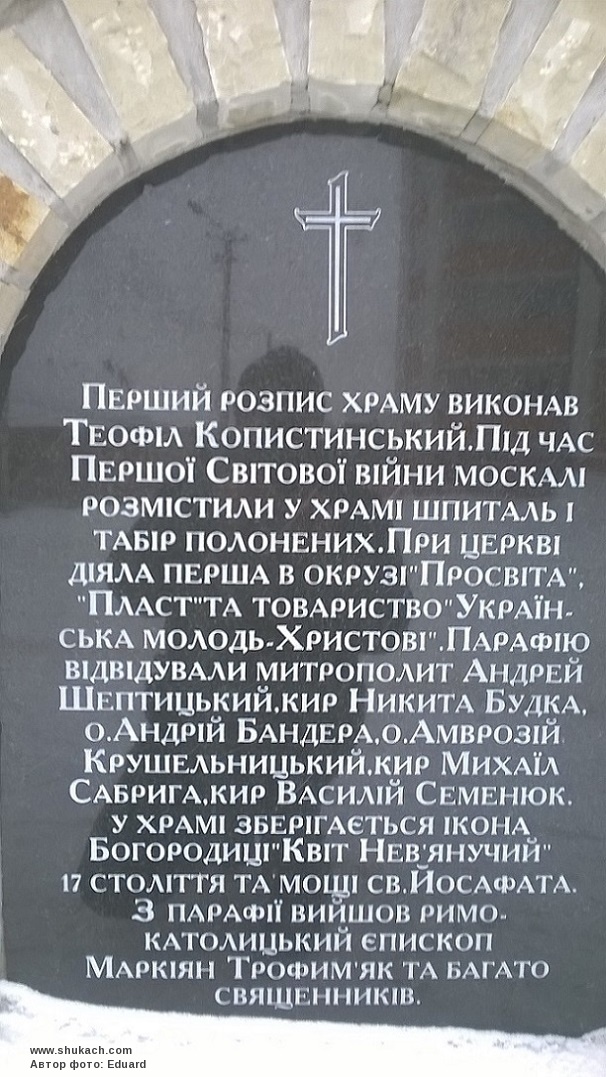 Перший розпис храму виконав
Теофіл Копистинський.Під час
Першої Світової війни москалі
розмістили у храмі шпиталь і
табір полонених.При церкві
діяла перша в окрузі"Просвіта",
"Пласт"та товариство"Україн-
ська молодь-Христові".Парафію
відвідували митрополит Андрей
Шептицький,кир Никита Будка,
о.Андрій Бандера,о.Амврозій
Крушельницький,кир Михаїл
Сабрига,кир Василій Семенюк.
У храмі зберігається ікона
Богородиці"Квіт Нев'янучий"
17 століття та мощі св.Йосафата.
З парафії вийшов римо-
католицький єпископ
Маркіян Трофим'як та багато
священників.
www.shukach.com
Автор фото: Eduard